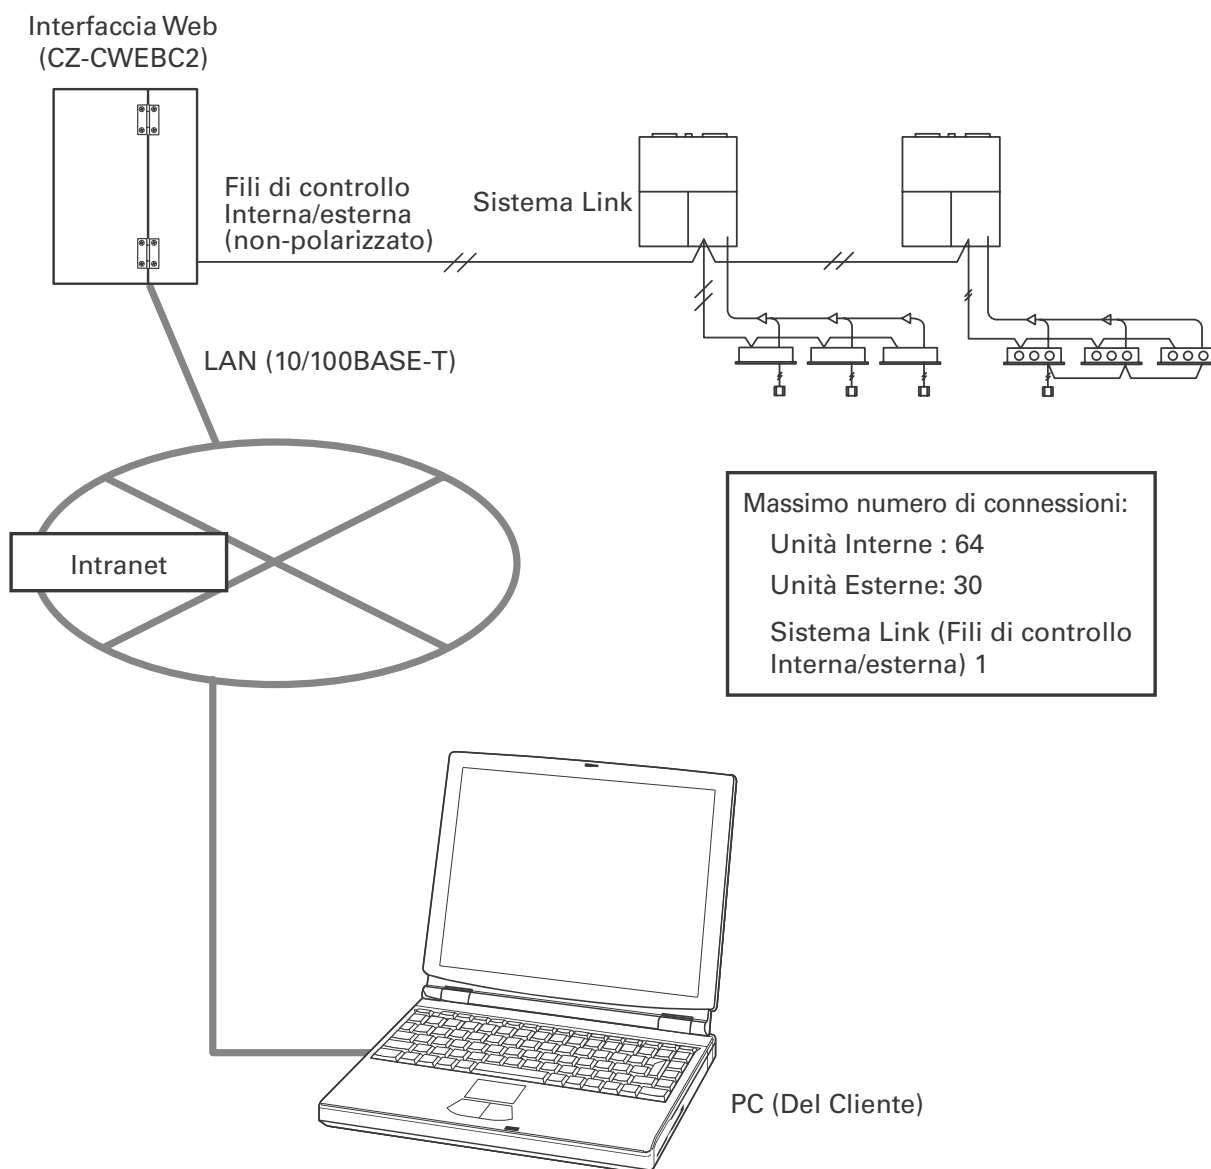 Interfaccia Web
(CZ-CWEBC2)
Fili di controllo
Interna/esterna
(non-polarizzato)
Sistema Link
LAN (10/100BASE-T)
Intranet
Massimo numero di connessioni:
Unità Interne : 64
Unità Esterne: 30
Sistema Link (Fili di controllo
Interna/esterna) 1
PC (Del Cliente)